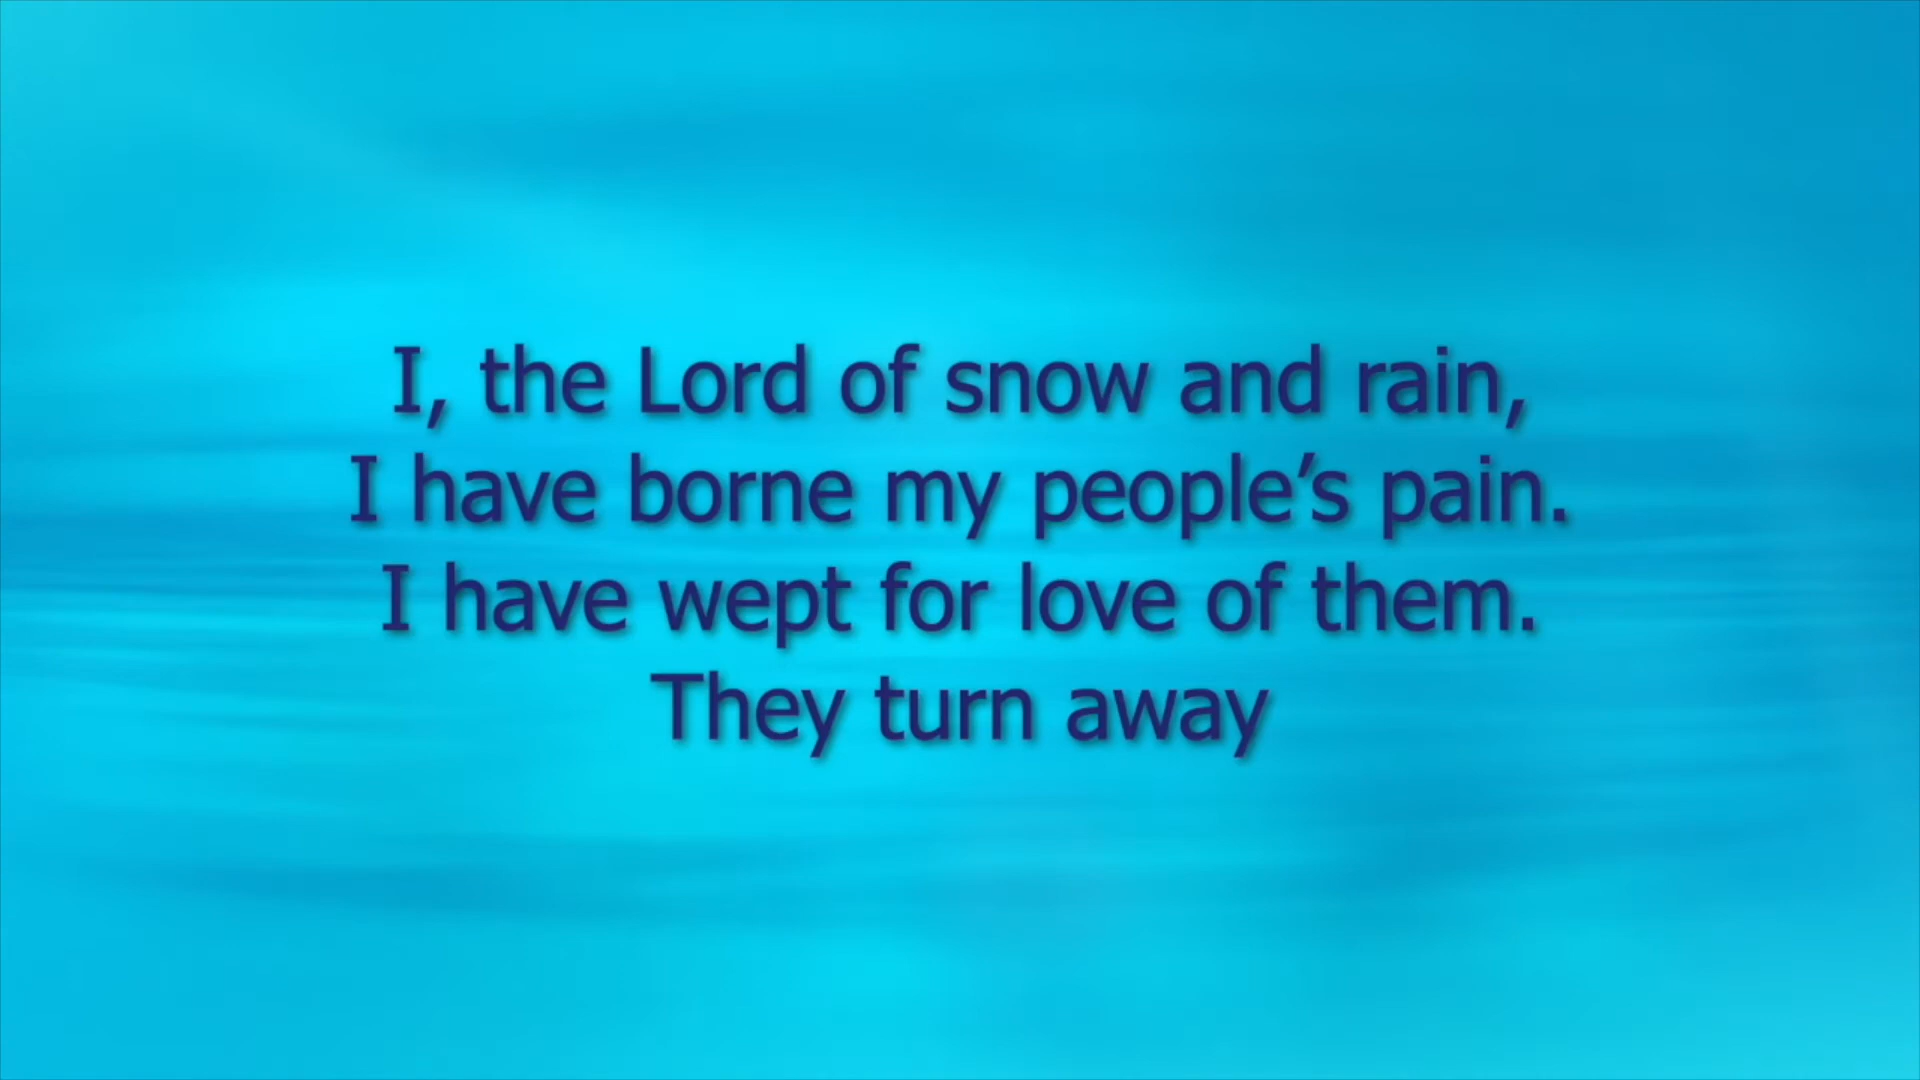 I, the Lord of snow and rain,
I have borne my people’s pain.
I have wept for love of them.
They turn away